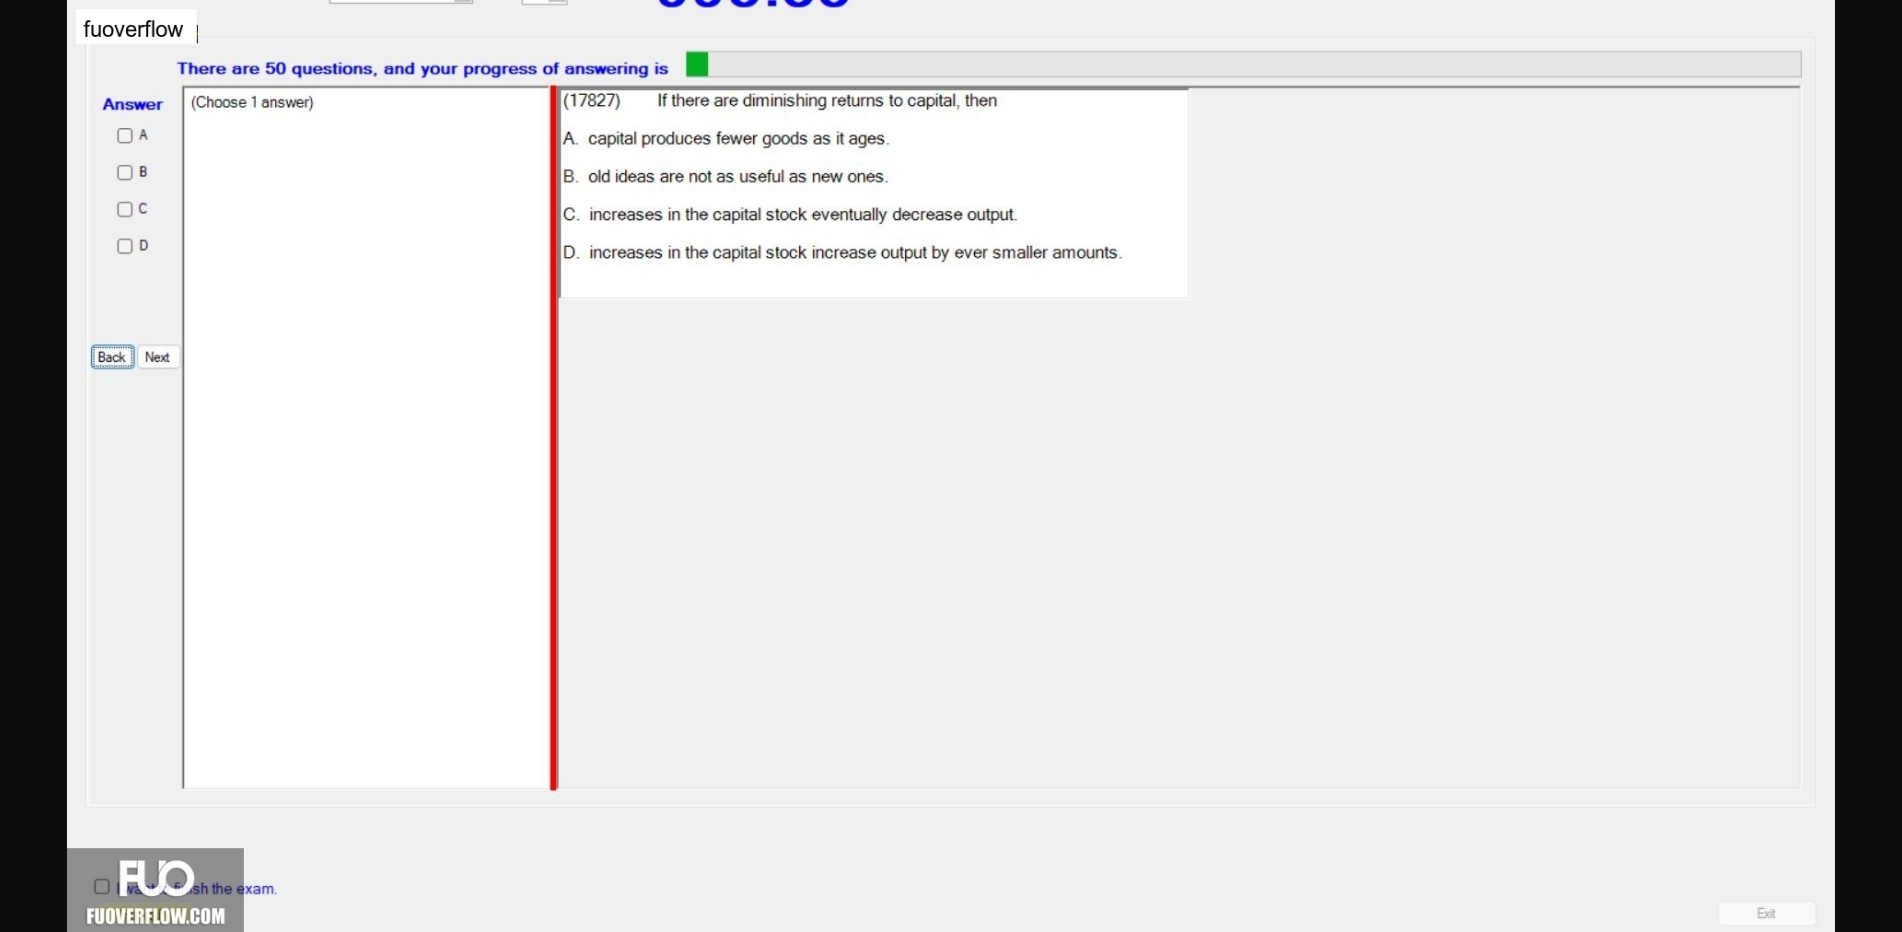 fuoverflow
There are 50 questions, and your progress of answering is
Answer
(Choose 1 answer)
A
B
C
D
Back
Next
(17827) If there are diminishing returns to capital, then
A. capital produces fewer goods as it ages.
B. old ideas are not as useful as new ones.
C. increases in the capital stock eventually decrease output.
D. increases in the capital stock increase output by ever smaller amounts.
FUO
the exam.
FUOVERFLOW.COM
Exit